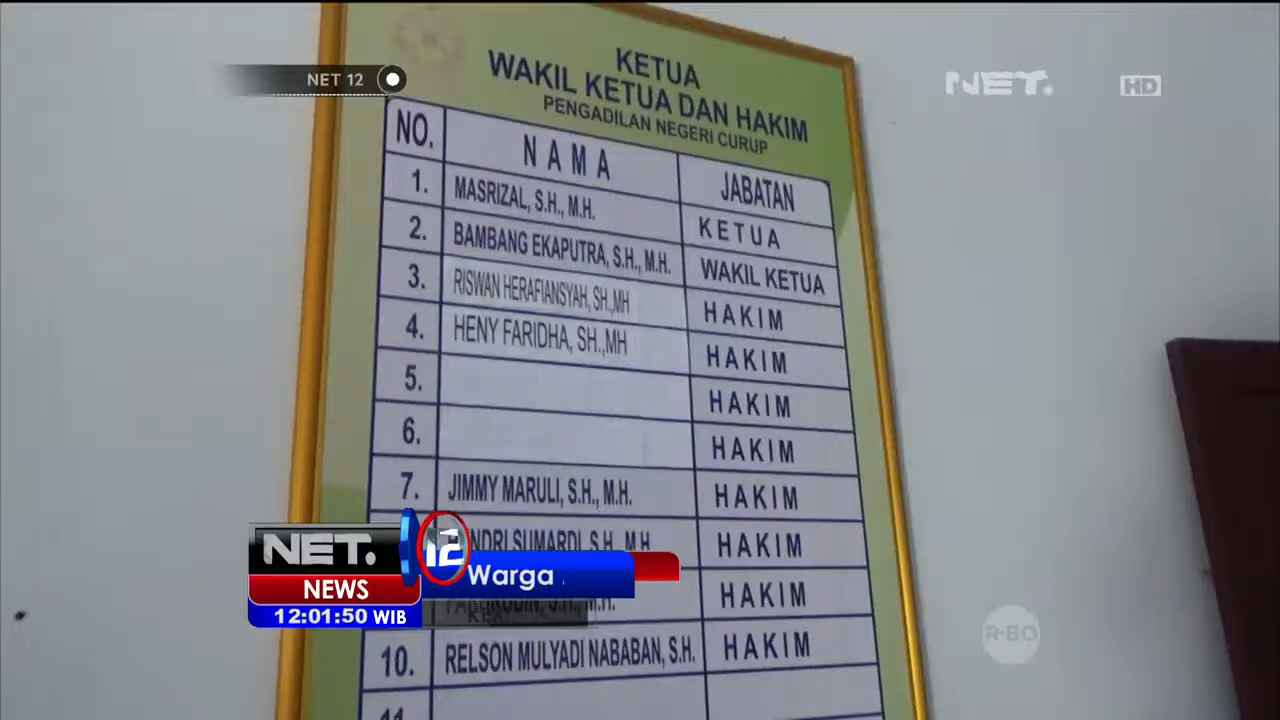 NET 12
NET.
HD
KETUA
WAKIL KETUA DAN HAKIM
PENGADILAN NEGERI CURUP
NO. NAMA JABATAN
1. MASRIZAL, S.H., M.H. KETUA
2. BAMBANG EKAPUTRA, S.H., M.H. WAKIL KETUA
3. RISWAN HERAFIANSYAH, SH.,MH HAKIM
4. HENY FARIDHA, SH.,MH HAKIM
5. HAKIM
6. HAKIM
7. JIMMY MARULI, S.H., M.H. HAKIM
SUMARDI, S.H., M.H. HAKIM
S.H., M.H. HAKIM
10. RELSON MULYADI NABABAN, S.H. HAKIM
11.
NET.
12
NEWS
Warga
12:01:50 WIB
R-BO